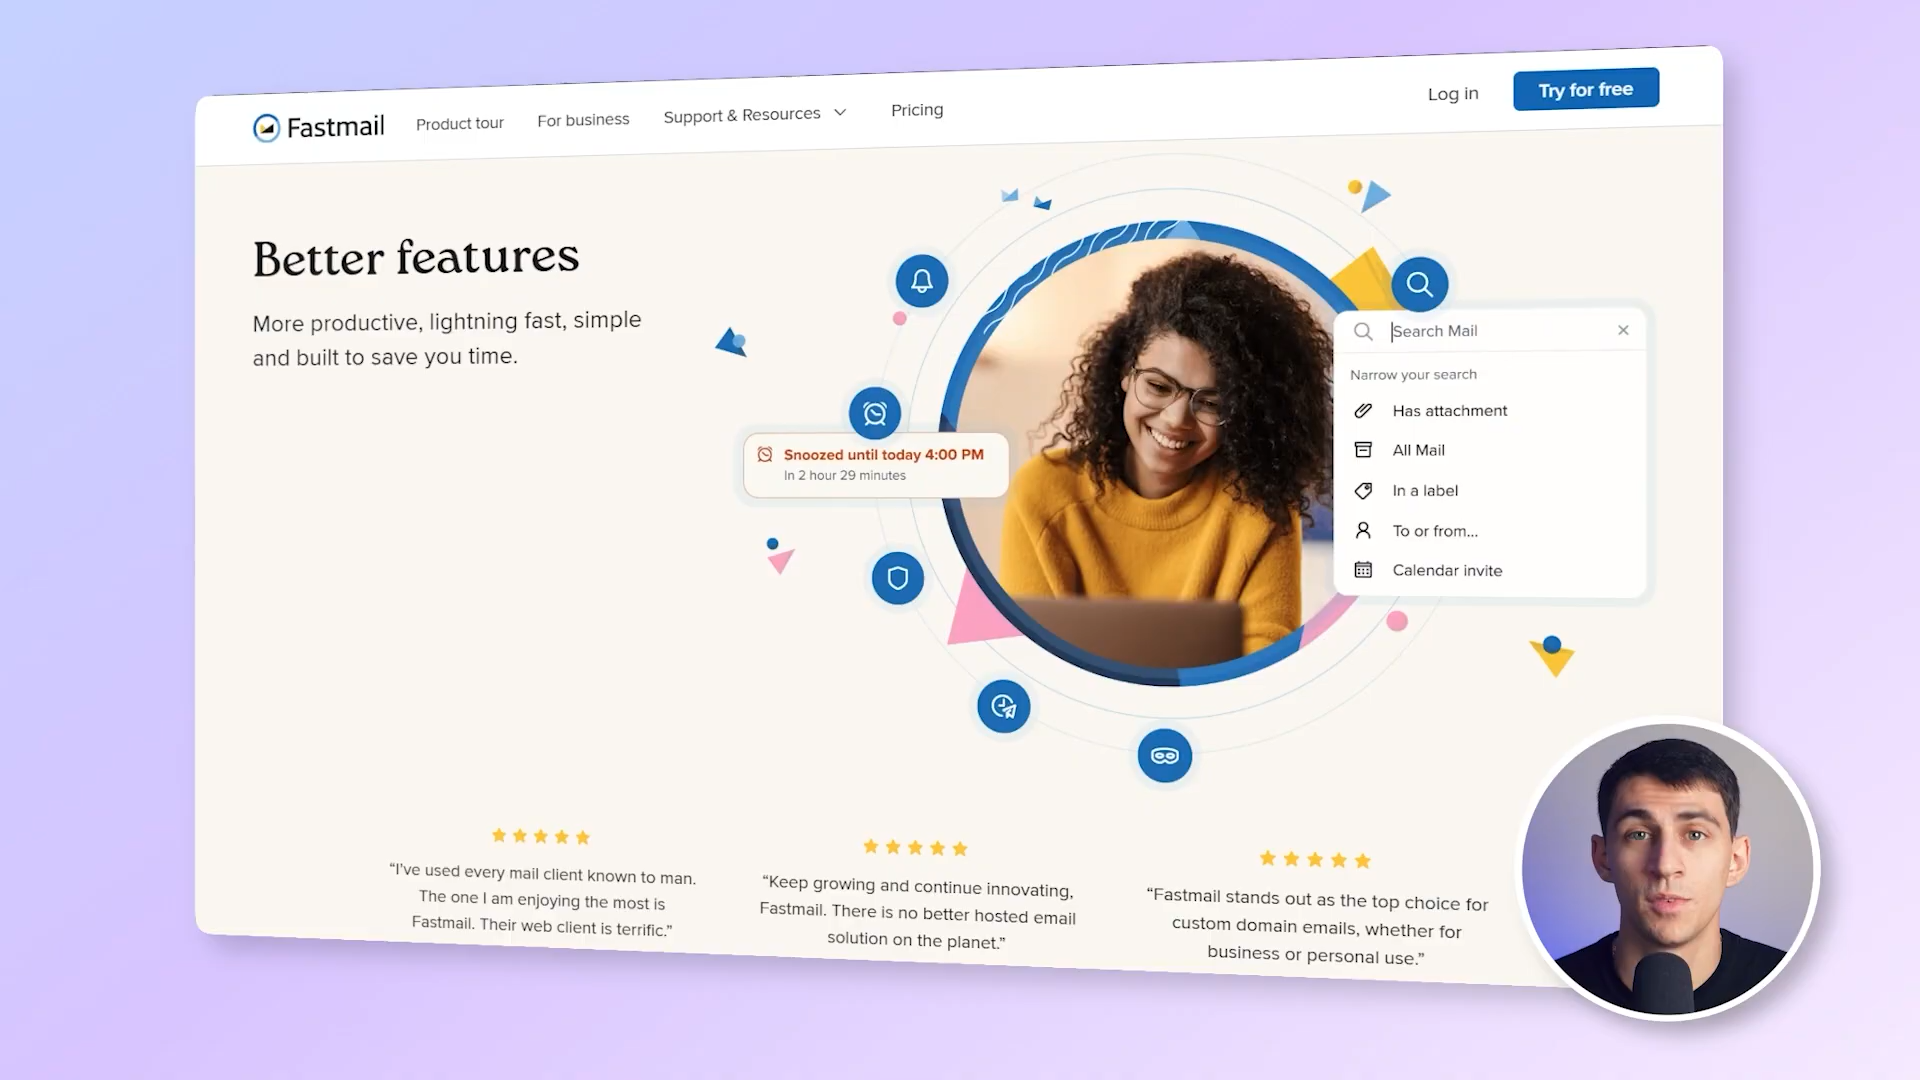 Fastmail
Product tour
For business
Support & Resources
Pricing
Log in
Try for free
Better features
More productive, lightning fast, simple
and built to save you time.
Snoozed until today 4:00 PM
In 2 hour 29 minutes
Search Mail
Narrow your search
Has attachment
All Mail
In a label
To or from...
Calendar invite
“I’ve used every mail client known to man.
The one I am enjoying the most is
Fastmail. Their web client is terrific.”
“Keep growing and continue innovating,
Fastmail. There is no better hosted email
solution on the planet.”
“Fastmail stands out as the top choice for
custom domain emails, whether for
business or personal use.”